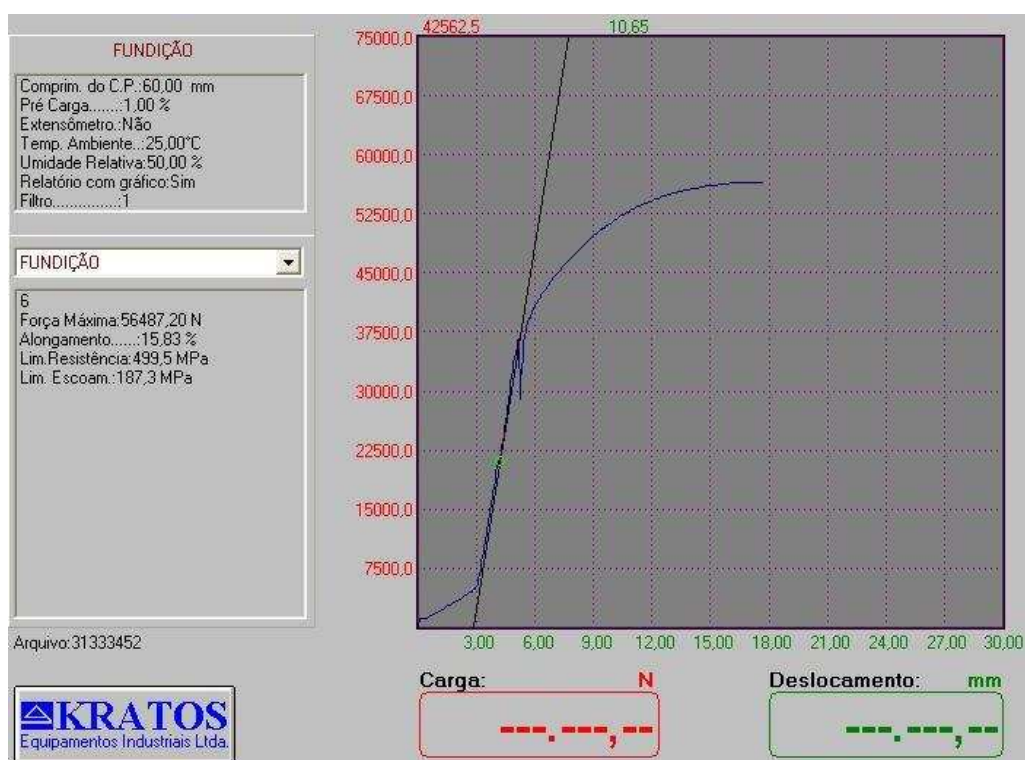 FUNDIÇÃO
Comprim. do C.P.:60,00 mm
Pré Carga......:1.00 %
Extensômetro.:Não
Temp. Ambiente..:25,00°C
Umidade Relativa:50,00 %
Relatório com gráfico:Sim
Filtro...............:1
FUNDIÇÃO
6
Força Máxima:56487,20 N
Alongamento......:15,83 %
Lim.Resistência:499,5 MPa
Lim. Escoam.:187,3 MPa
Arquivo:31333452
KRATOS
Equipamentos Industriais Ltda.
42562,5 10,65
75000,0
67500,0
60000,0
52500,0
45000,0
37500,0
30000,0
22500,0
15000,0
7500,0
3,00 6,00 9,00 12,00 15,00 18,00 21,00 24,00 27,00 30,00
Carga: N
---.---,--
Deslocamento: mm
---.---,--